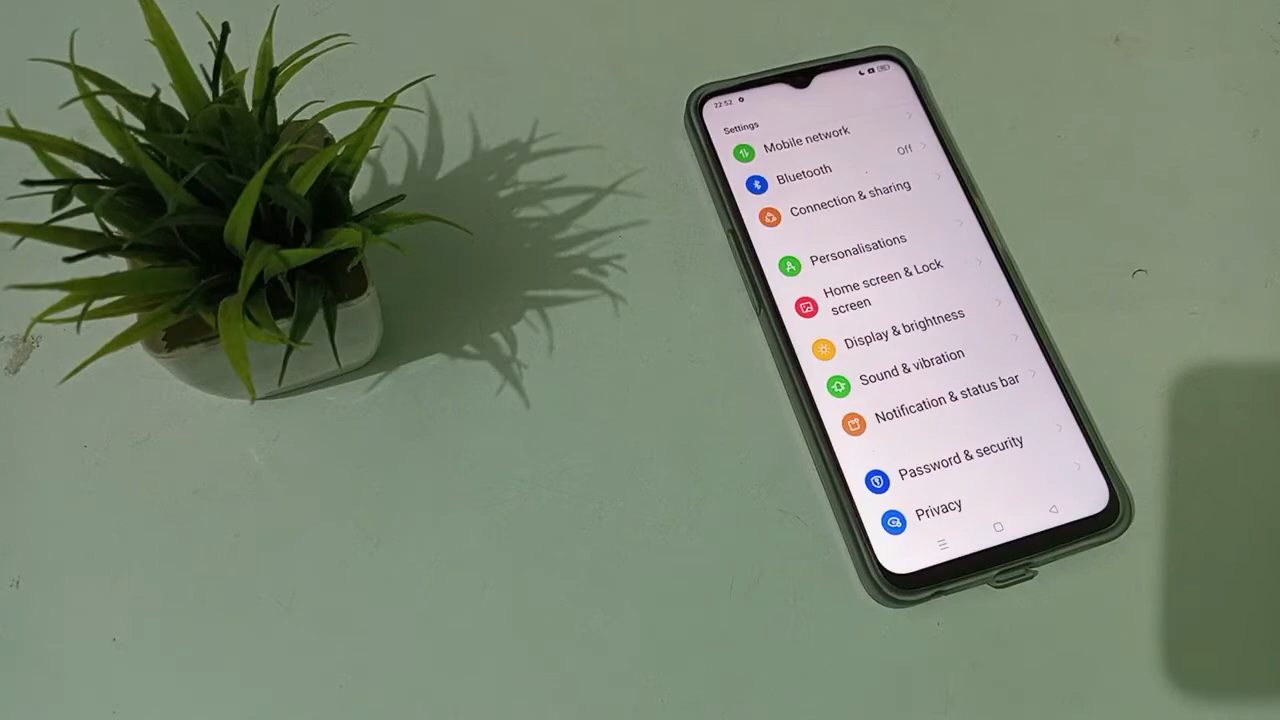 22:52
Settings
Mobile network
Bluetooth
Off
Connection & sharing
Personalisations
Home screen & Lock
screen
Display & brightness
Sound & vibration
Notification & status bar
Password & security
Privacy